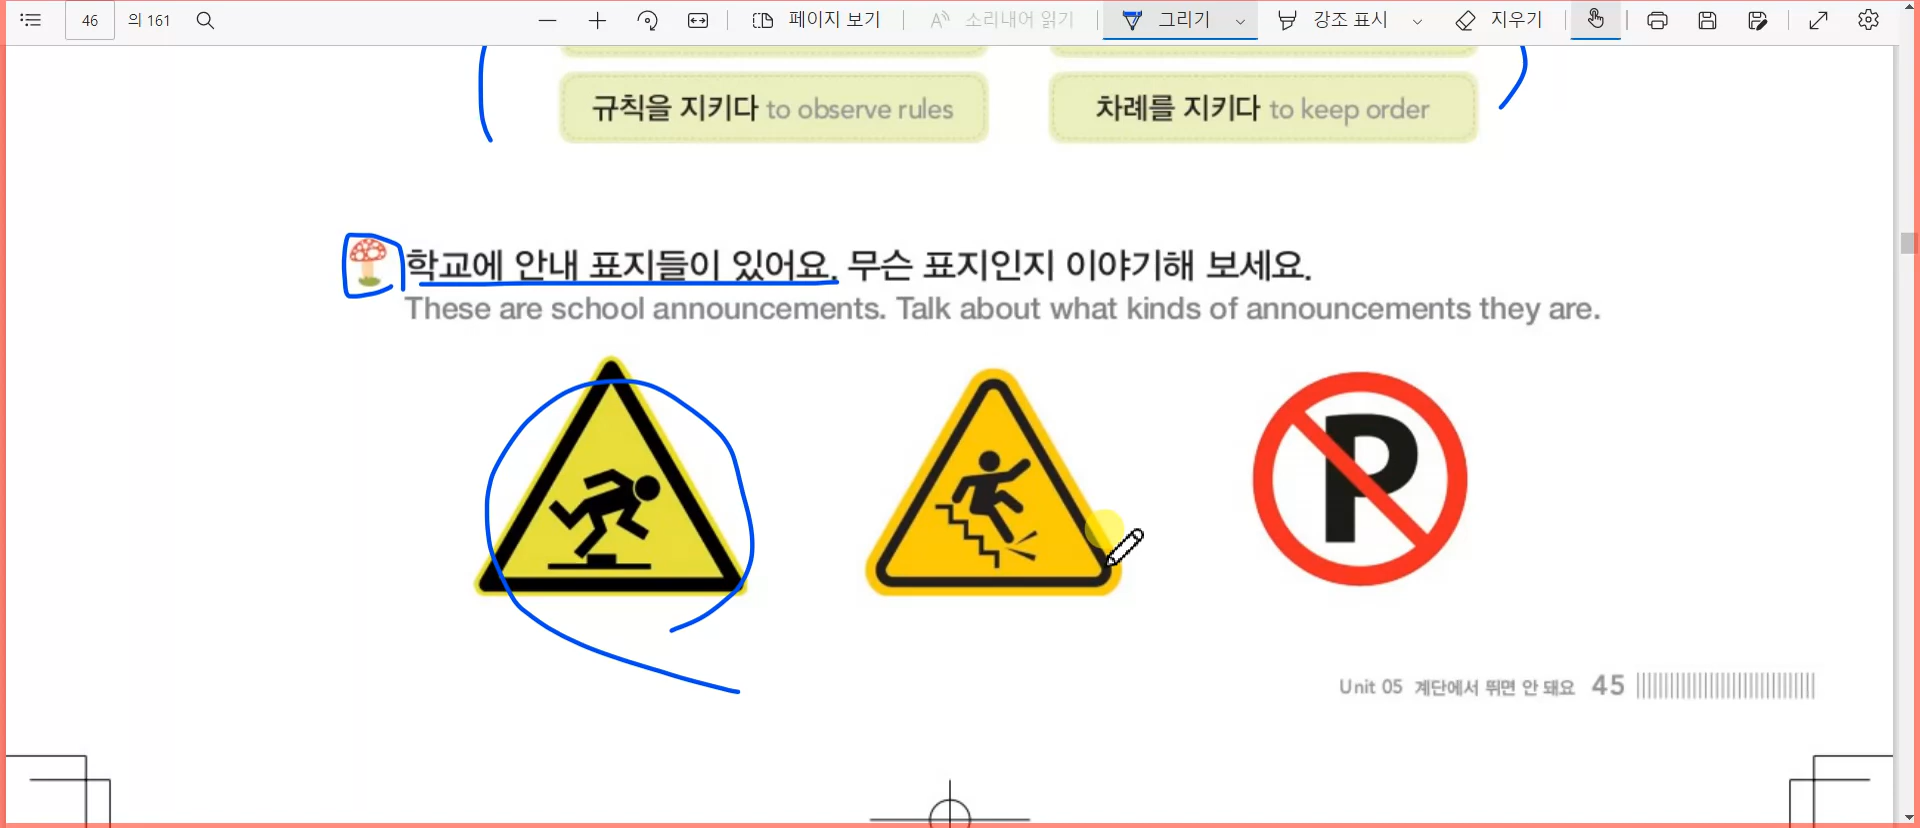 46 의 161 페이지 보기 소리내어 읽기 그리기 강조 표시 지우기
규칙을 지키다 to observe rules 차례를 지키다 to keep order
학교에 안내 표지들이 있어요. 무슨 표지인지 이야기해 보세요.
These are school announcements. Talk about what kinds of announcements they are.
P
Unit 05 계단에서 뛰면 안 돼요 45